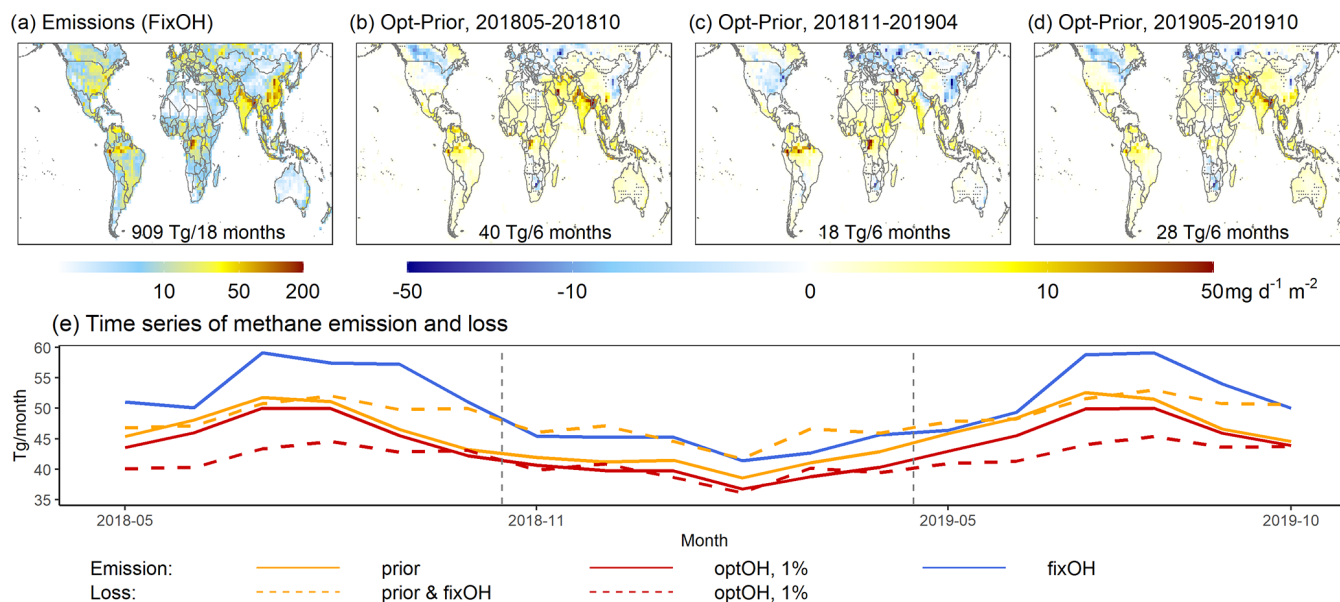 (a) Emissions (FixOH) (b) Opt-Prior, 201805-201810 (c) Opt-Prior, 201811-201904 (d) Opt-Prior, 201905-201910
909 Tg/18 months 40 Tg/6 months 18 Tg/6 months 28 Tg/6 months
10 50 200 -50 -10 0 10 50 mg d⁻¹ m⁻²
(e) Time series of methane emission and loss
60
55
50
45
40
35
Tg/month
2018-05 2018-11 2019-05 2019-10
Month
Emission: prior optOH, 1% fixOH
Loss: prior & fixOH optOH, 1%